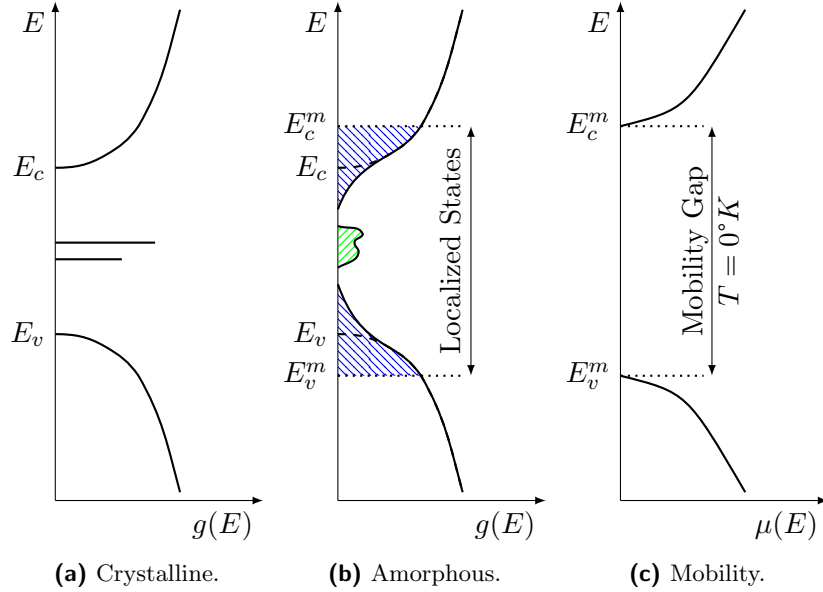 E
E_c
E_v
g(E)
(a) Crystalline.
E
E_c^m
E_c
E_v
E_v^m
Localized States
g(E)
(b) Amorphous.
E
E_c^m
E_v^m
Mobility Gap
T = 0°K
μ(E)
(c) Mobility.